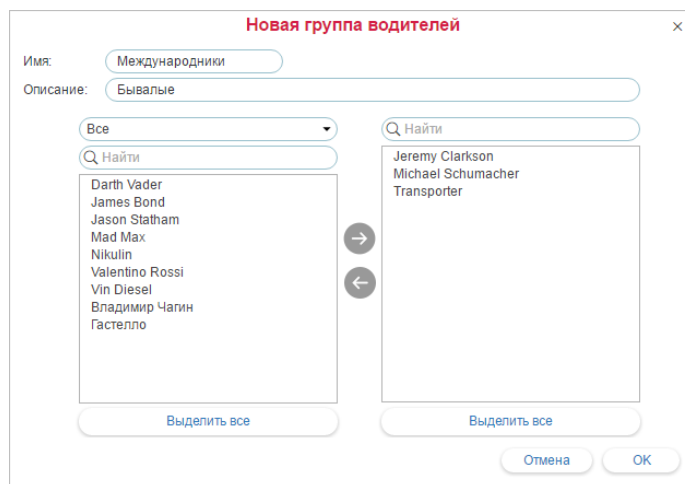 Новая группа водителей
×
Имя: Международники
Описание: Бывалые
Все
Найти
Darth Vader
James Bond
Jason Statham
Mad Max
Nikulin
Valentino Rossi
Vin Diesel
Владимир Чагин
Гастелло
Выделить все
Найти
Jeremy Clarkson
Michael Schumacher
Transporter
Выделить все
Отмена
OK